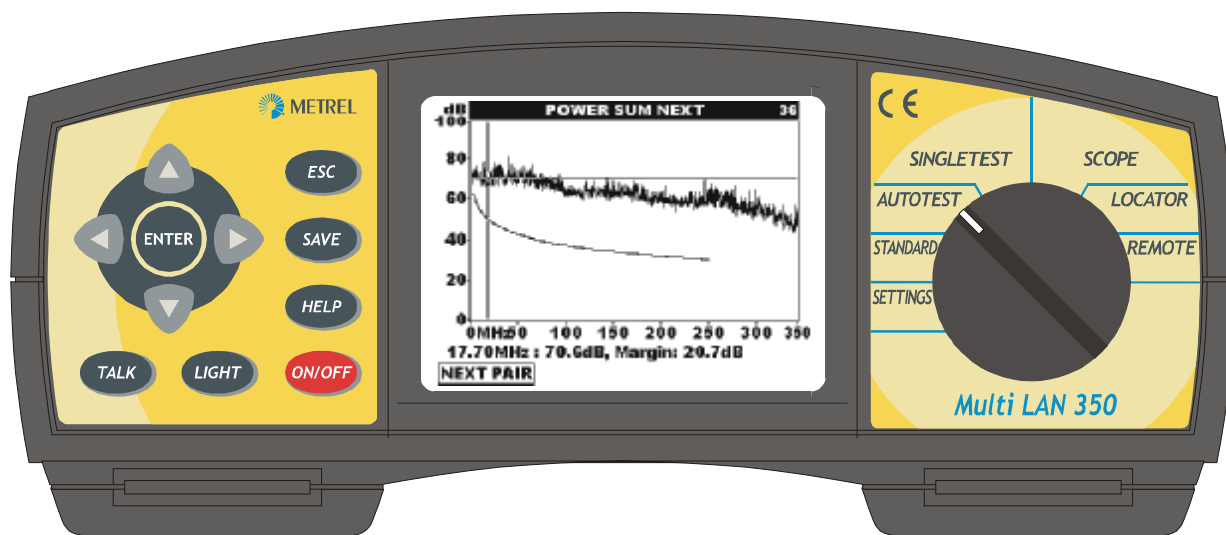 METREL
ESC
ENTER
SAVE
HELP
TALK
LIGHT
ON/OFF
dB POWER SUM NEXT 36
100
80
60
40
20
0
0MHz 50 100 150 200 250 300 350
17.70MHz : 70.6dB, Margin: 20.7dB
NEXT PAIR
CE
SINGLETEST
SCOPE
AUTOTEST
LOCATOR
STANDARD
REMOTE
SETTINGS
Multi LAN 350